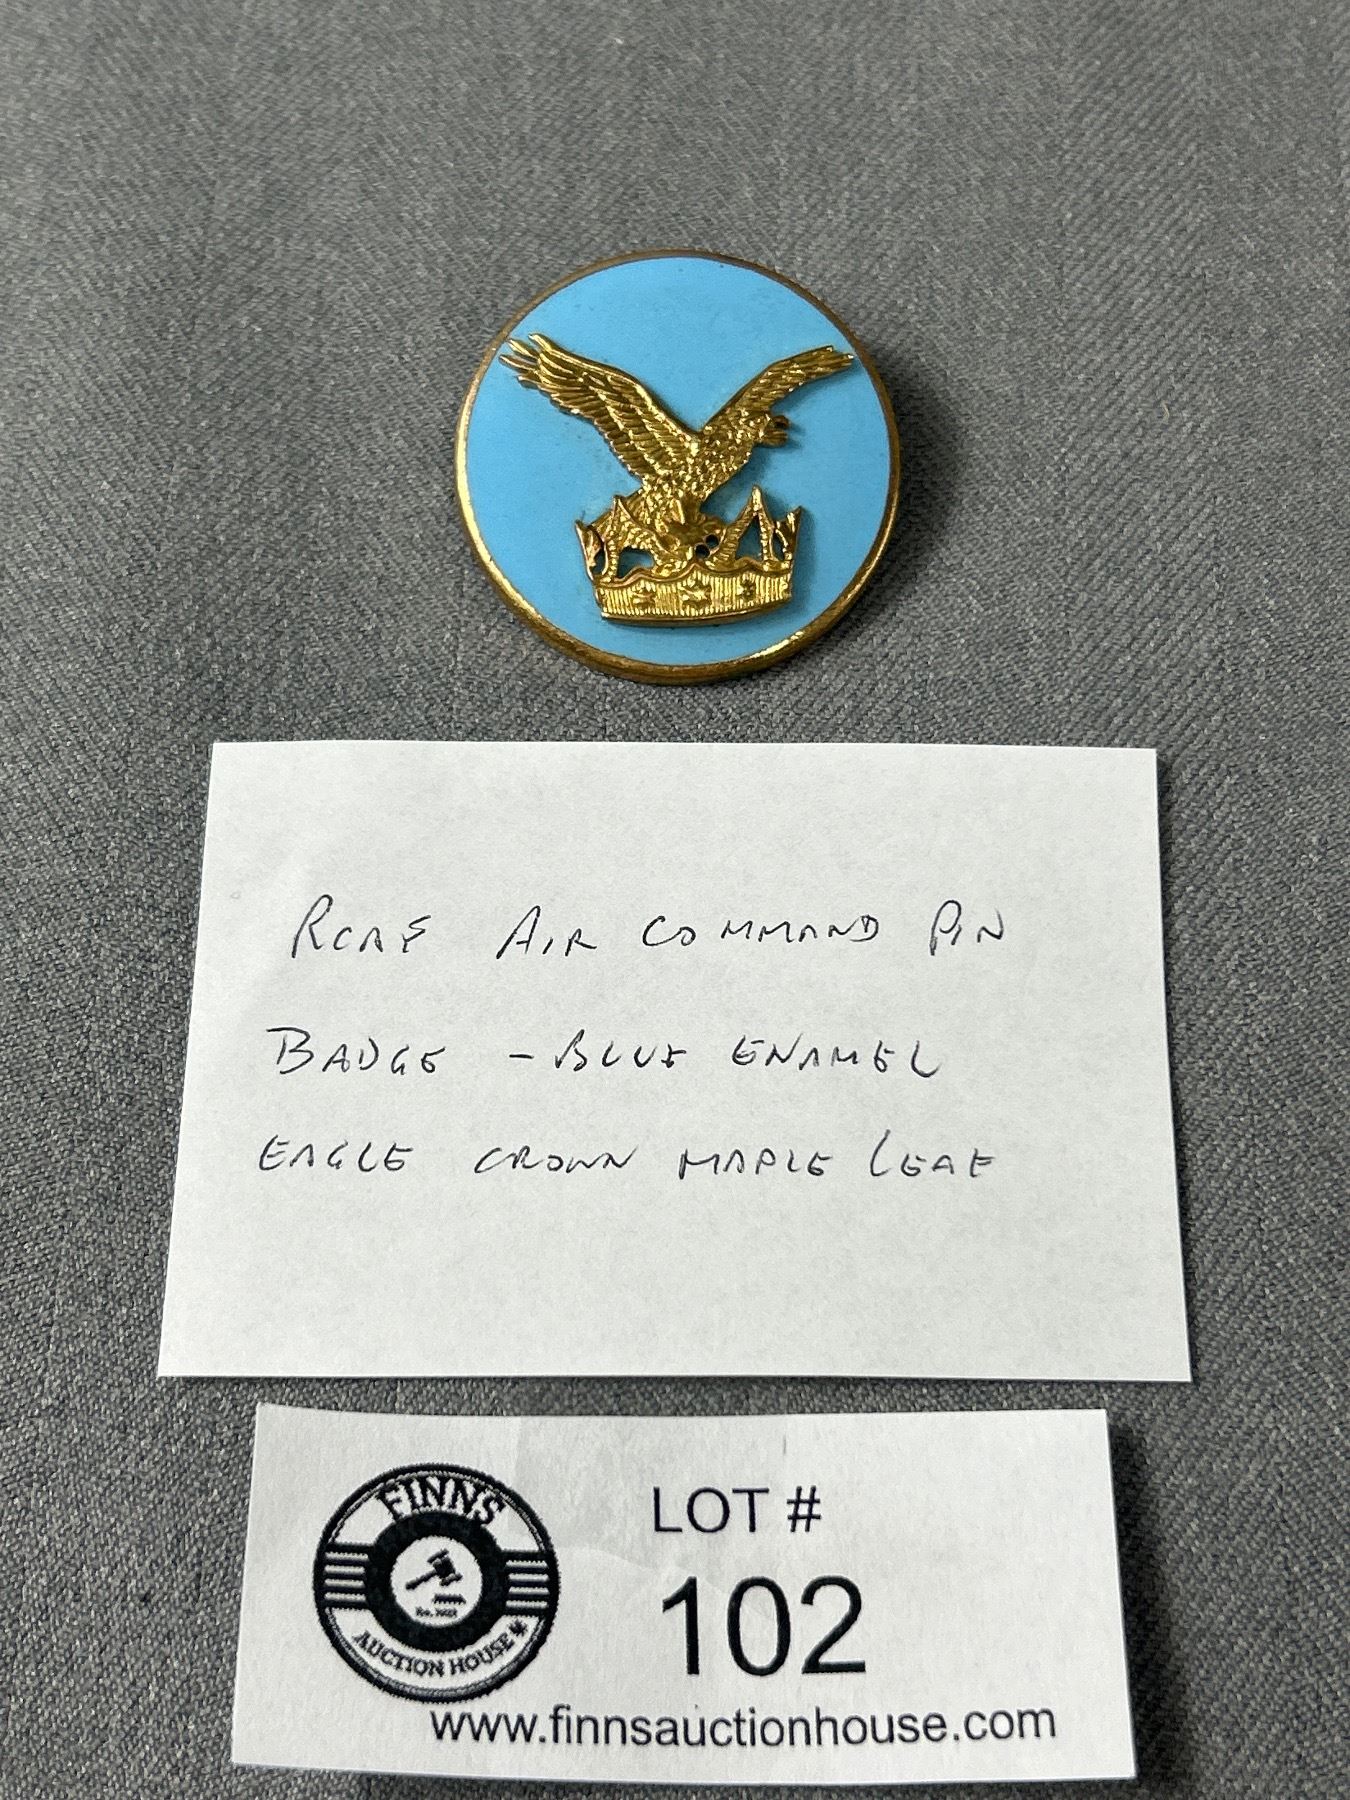 RCAF AIR COMMAND PIN
BADGE - BLUE ENAMEL
EAGLE CROWN MAPLE LEAF
FINNS
AUCTION HOUSE
LOT #
102
www.finnsauctionhouse.com